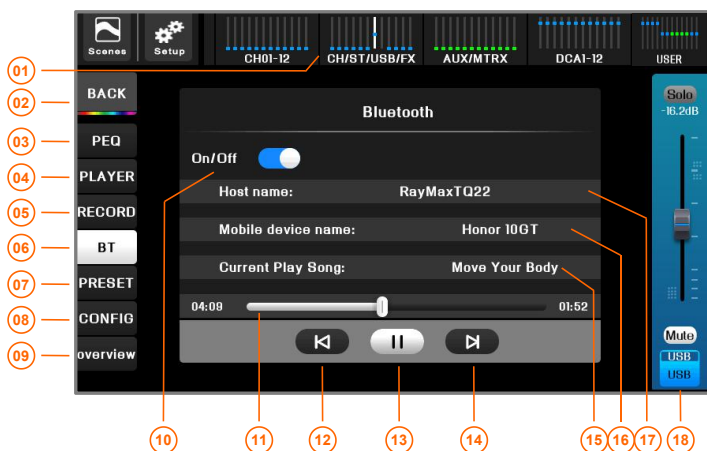 Scenes Setup CH01-12 CH/ST/USB/FX AUX/MTRX DCA1-12 USER
01
02 BACK
03 PEQ
04 PLAYER
05 RECORD
06 BT
07 PRESET
08 CONFIG
09 overview
Bluetooth
On/Off
Host name: RayMaxTQ22
Mobile device name: Honor 10GT
Current Play Song: Move Your Body
04:09 01:52
Solo
-16.2dB
Mute
USB
USB
10 11 12 13 14 15 16 17 18